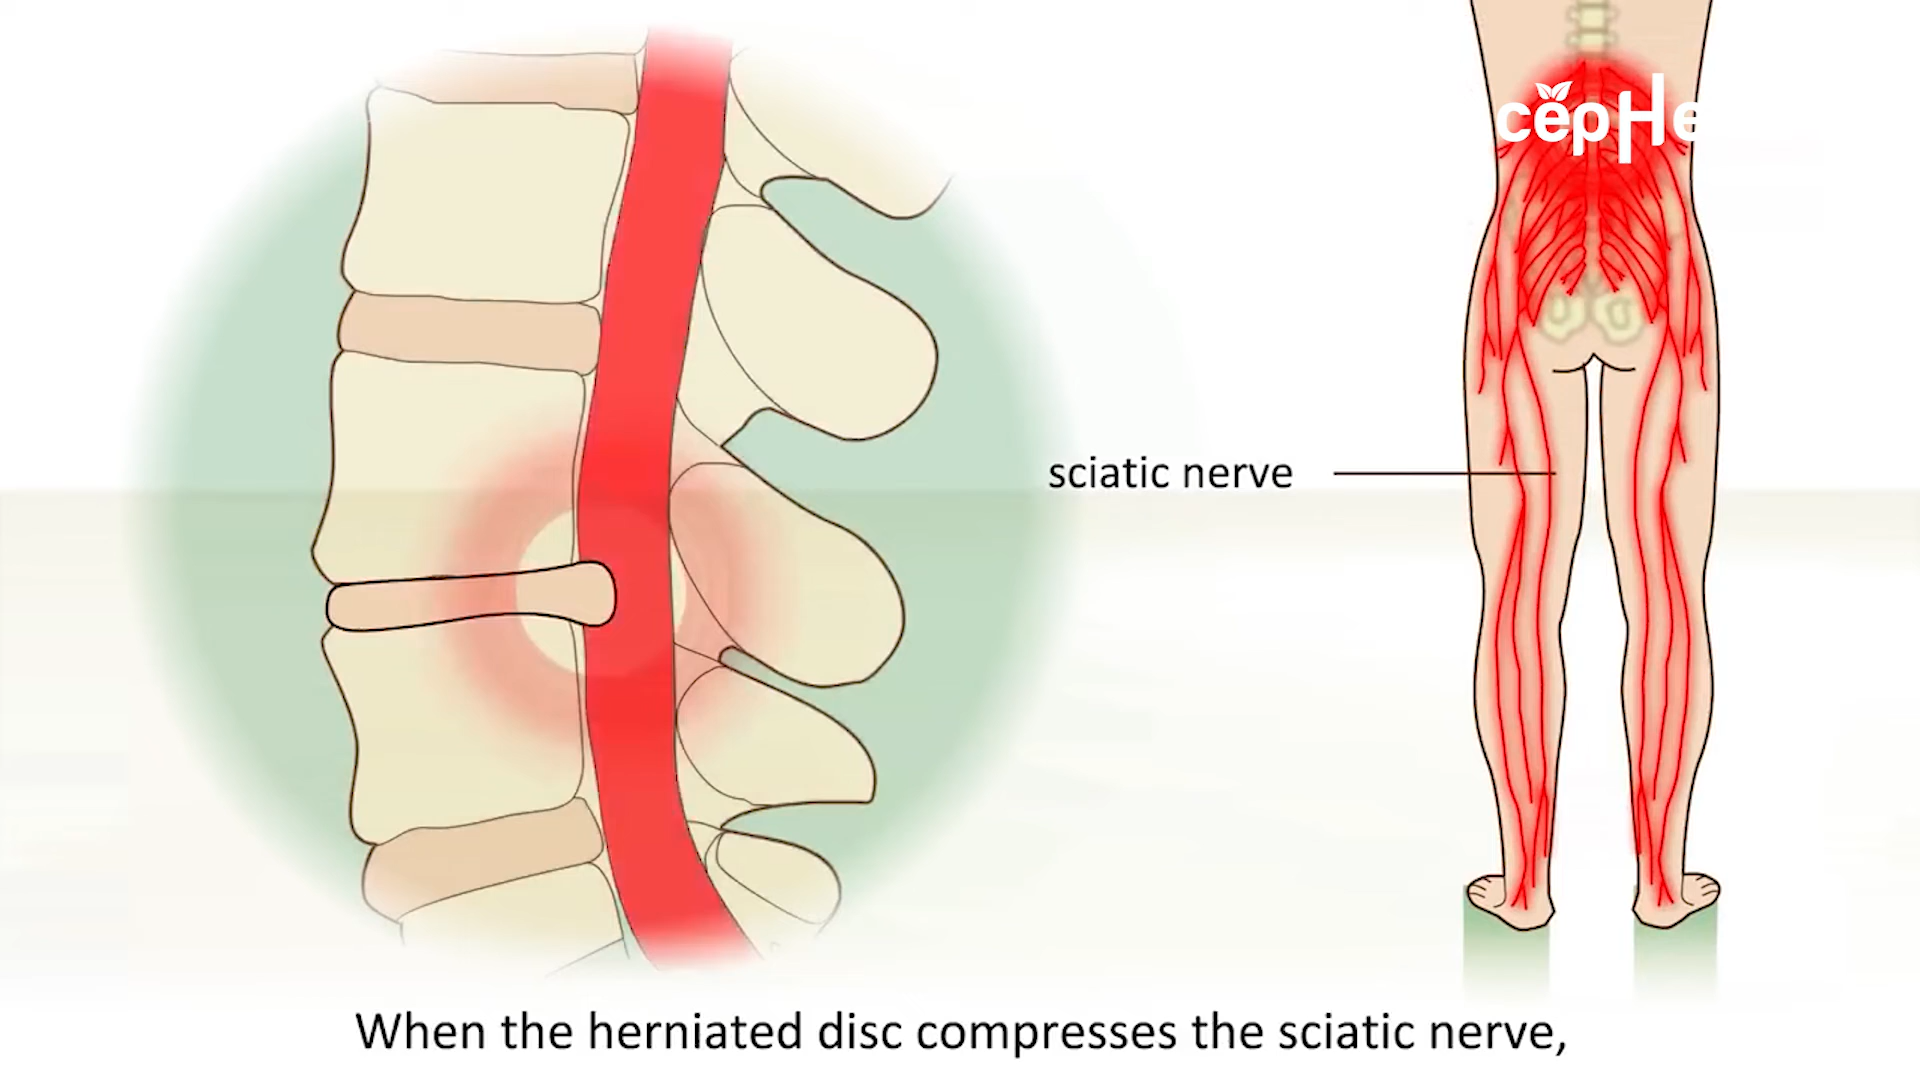 cepHe
sciatic nerve
When the herniated disc compresses the sciatic nerve,